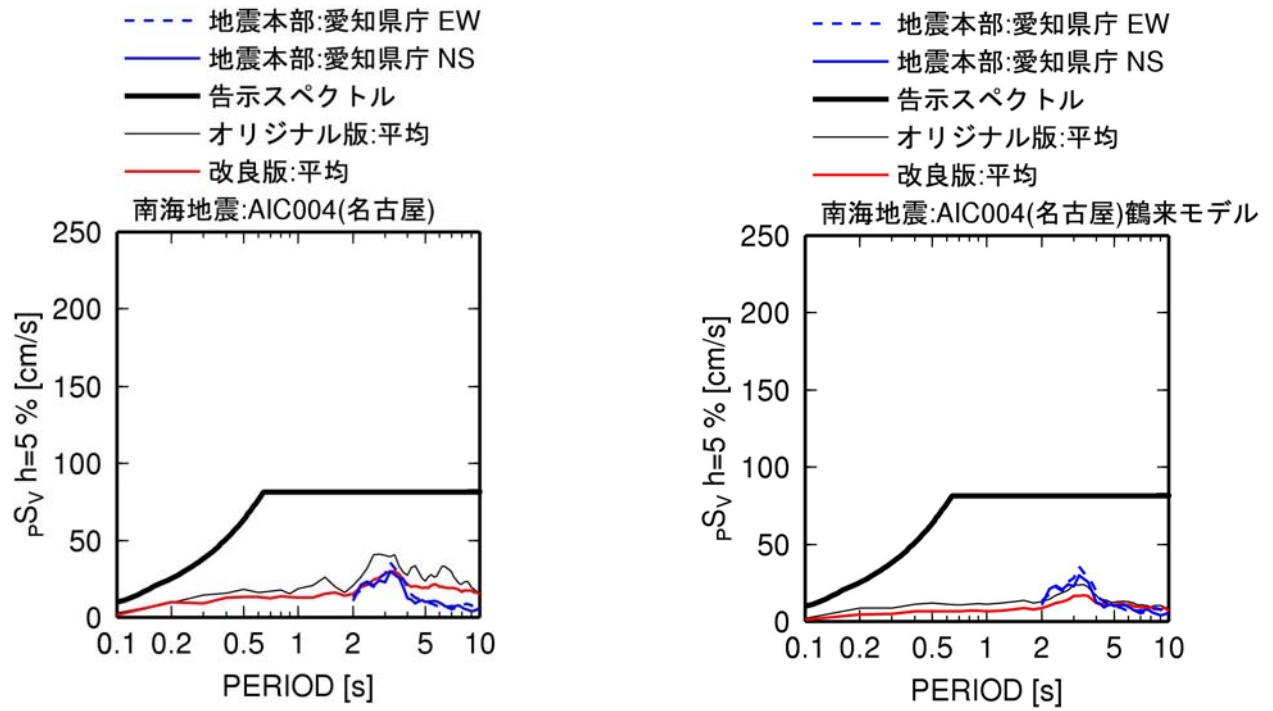 地震本部:愛知県庁 EW
地震本部:愛知県庁 NS
告示スペクトル
オリジナル版:平均
改良版:平均
南海地震:AIC004(名古屋)
250
200
150
100
50
0
PSV h=5 % [cm/s]
0.1 0.2 0.5 1 2 5 10
PERIOD [s]
地震本部:愛知県庁 EW
地震本部:愛知県庁 NS
告示スペクトル
オリジナル版:平均
改良版:平均
南海地震:AIC004(名古屋)鶴来モデル
250
200
150
100
50
0
PSV h=5 % [cm/s]
0.1 0.2 0.5 1 2 5 10
PERIOD [s]